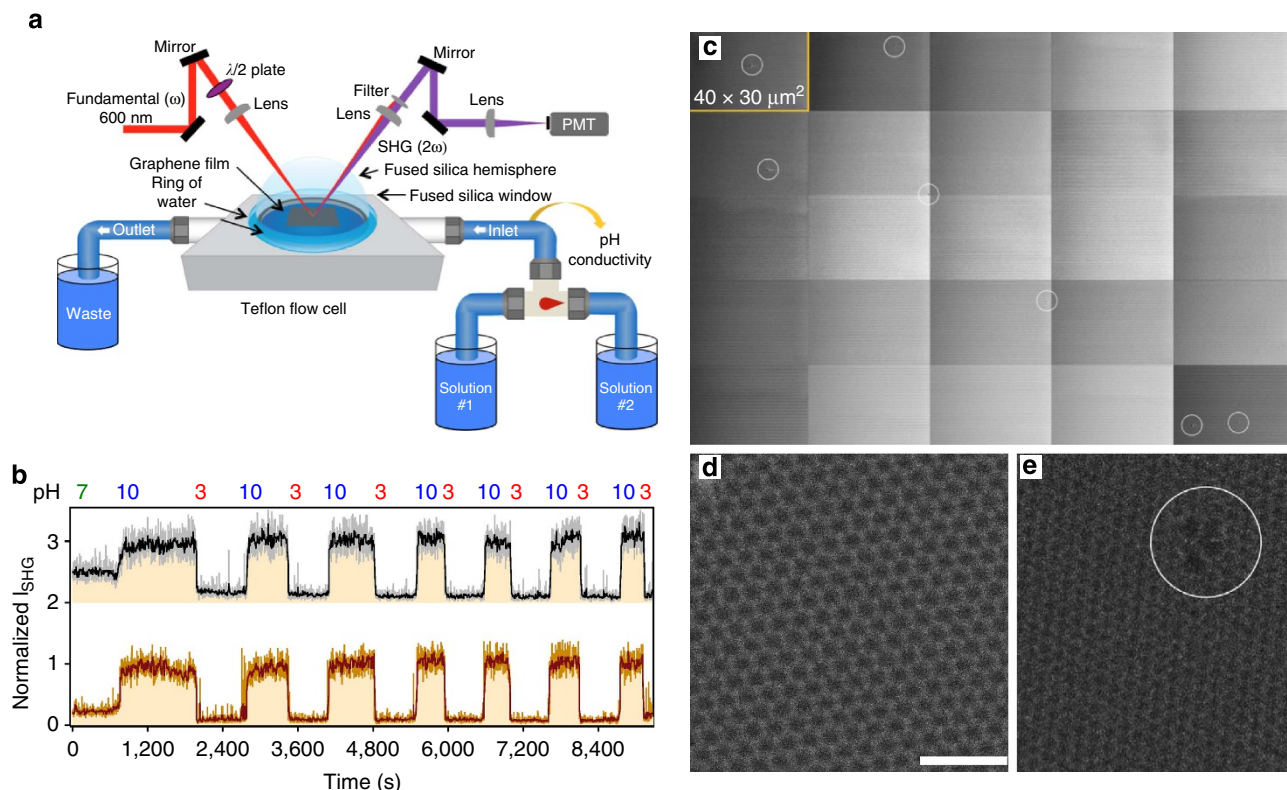 a
Mirror
λ/2 plate
Fundamental (ω)
600 nm
Lens
Mirror
Filter
Lens
Lens
PMT
SHG (2ω)
Graphene film
Ring of
water
Fused silica hemisphere
Fused silica window
Outlet
Inlet
pH
conductivity
Waste
Teflon flow cell
Solution
#1
Solution
#2
b
pH 7 10 3 10 3 10 3 10 3 10 3 10 3 10 3
Normalized ISHG
3
2
1
0
0 1,200 2,400 3,600 4,800 6,000 7,200 8,400
Time (s)
c
40 × 30 μm²
d
e